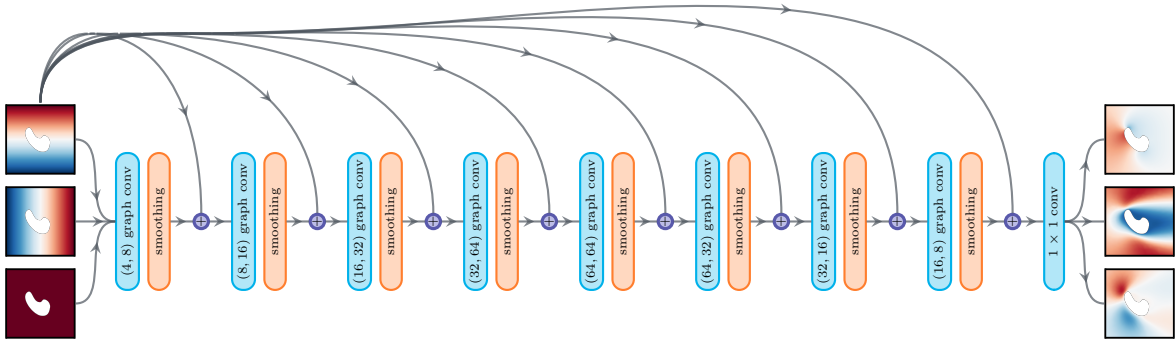 (4, 8) graph conv
smoothing
(8, 16) graph conv
smoothing
(16, 32) graph conv
smoothing
(32, 64) graph conv
smoothing
(64, 64) graph conv
smoothing
(64, 32) graph conv
smoothing
(32, 16) graph conv
smoothing
(16, 8) graph conv
smoothing
1 × 1 conv